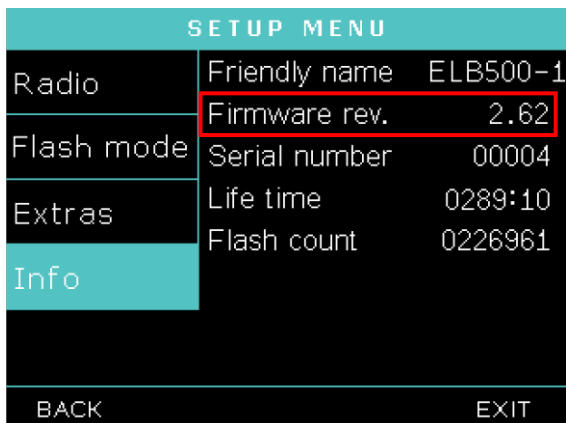 SETUP MENU
Radio
Flash mode
Extras
Info
Friendly name ELB500-1
Firmware rev. 2.62
Serial number 00004
Life time 0289:10
Flash count 0226961
BACK EXIT